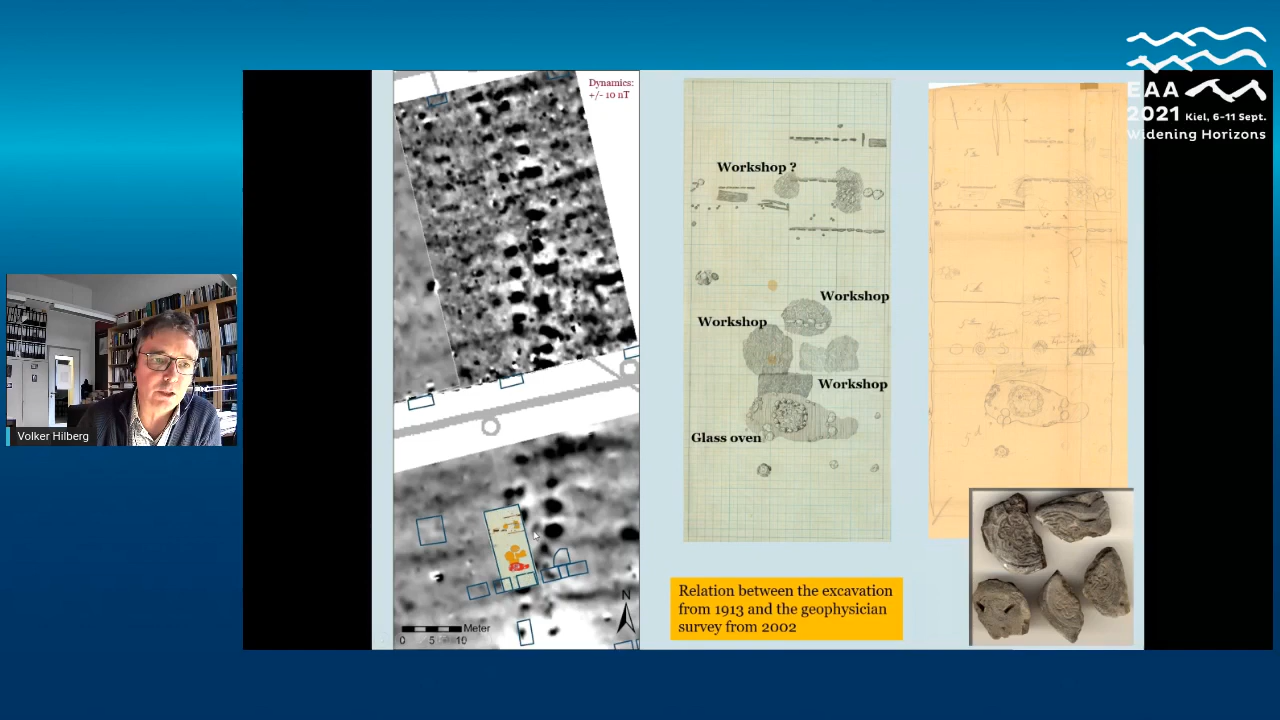 EAA
2021 Kiel, 6-11 Sept.
Widening Horizons
Dynamics:
+/- 10 nT
Workshop ?
Workshop
Workshop
Workshop
Glass oven
Volker Hilberg
N
Meter
0 5 10
Relation between the excavation
from 1913 and the geophysician
survey from 2002